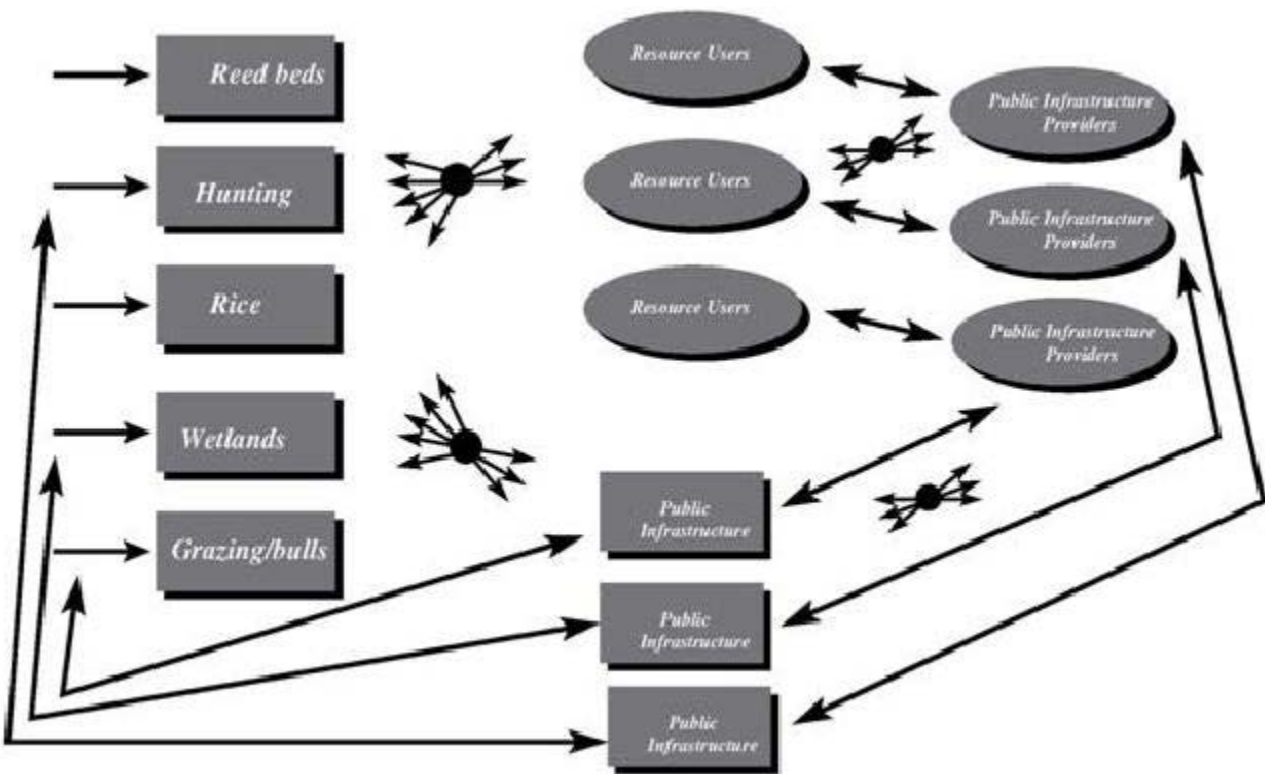 Reed beds
Hunting
Rice
Wetlands
Grazing/bulls
Resource Users
Resource Users
Resource Users
Public Infrastructure
Providers
Public Infrastructure
Providers
Public Infrastructure
Providers
Public
Infrastructure
Public
Infrastructure
Public
Infrastructure